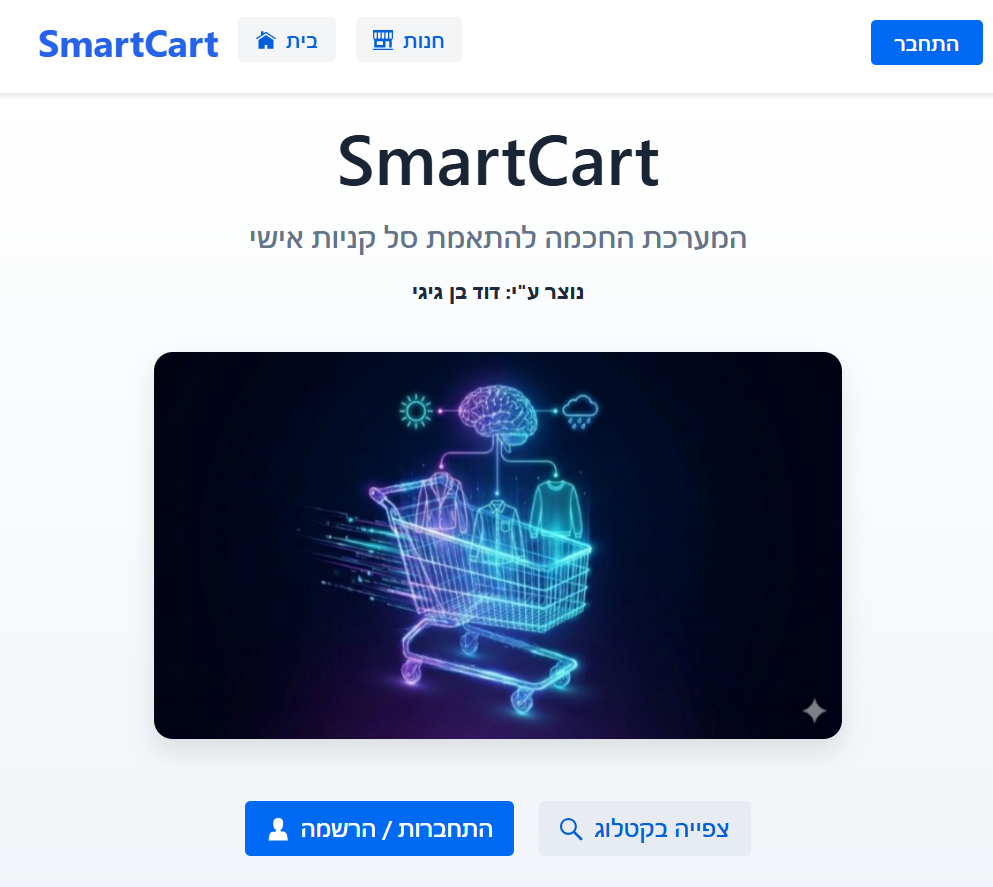 SmartCart
בית
חנות
התחבר
SmartCart
המערכת החכמה להתאמת סל קניות אישי
נוצר ע"י: דוד בן גיגי
התחברות / הרשמה
צפייה בקטלוג